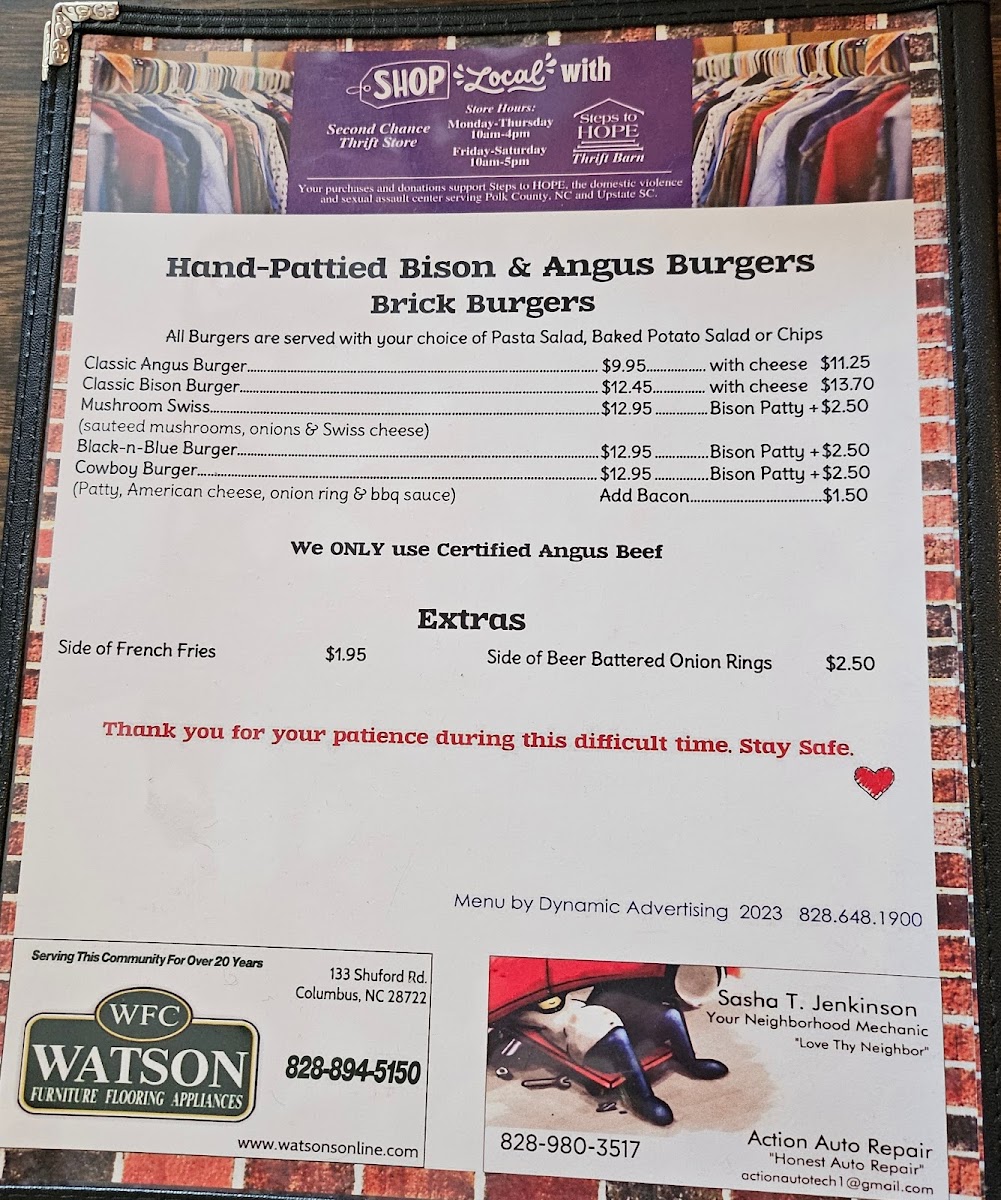 SHOP Local with
Store Hours:
Second Chance
Thrift Store
Monday-Thursday
10am-4pm
Friday-Saturday
10am-5pm
Steps to
HOPE
Thrift Barn
Your purchases and donations support Steps to HOPE, the domestic violence
and sexual assault center serving Polk County, NC and Upstate SC.
Hand-Pattied Bison & Angus Burgers
Brick Burgers
All Burgers are served with your choice of Pasta Salad, Baked Potato Salad or Chips
Classic Angus Burger $9.95 with cheese $11.25
Classic Bison Burger $12.45 with cheese $13.70
Mushroom Swiss $12.95 Bison Patty +$2.50
(sauteed mushrooms, onions & Swiss cheese)
Black-n-Blue Burger $12.95 Bison Patty +$2.50
Cowboy Burger $12.95 Bison Patty +$2.50
(Patty, American cheese, onion ring & bbq sauce) Add Bacon $1.50
We ONLY use Certified Angus Beef
Extras
Side of French Fries $1.95 Side of Beer Battered Onion Rings $2.50
Thank you for your patience during this difficult time. Stay Safe.
Menu by Dynamic Advertising 2023 828.648.1900
Serving This Community For Over 20 Years
133 Shuford Rd.
Columbus, NC 28722
WFC
WATSON
FURNITURE FLOORING APPLIANCES
828-894-5150
www.watsonsonline.com
Sasha T. Jenkinson
Your Neighborhood Mechanic
"Love Thy Neighbor"
828-980-3517
Action Auto Repair
"Honest Auto Repair"
actionautotech1@gmail.com